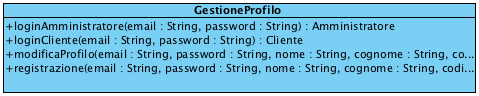 GestioneProfilo
+loginAmministratore(email : String, password : String) : Amministratore
+loginCliente(email : String, password : String) : Cliente
+modificaProfilo(email : String, password : String, nome : String, cognome : String, co...
+registrazione(email : String, password : String, nome : String, cognome : String, codi...